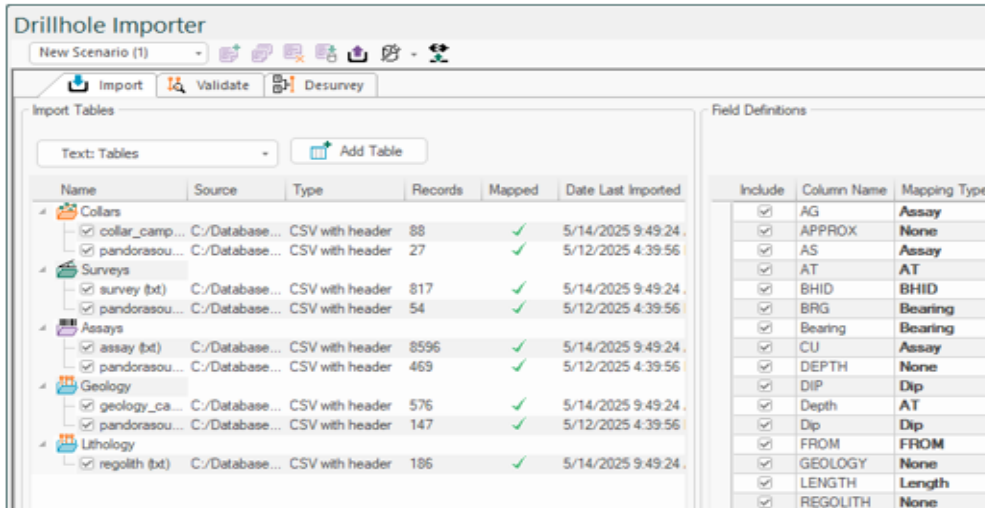 Drillhole Importer
New Scenario (1)
Import Validate Desurvey
Import Tables
Text: Tables Add Table
Name Source Type Records Mapped Date Last Imported
Collars
collar_camp... C:/Database... CSV with header 88 5/14/2025 9:49:24 .
pandorasou... C:/Database... CSV with header 27 5/12/2025 4:39:56
Surveys
survey (txt) C:/Database... CSV with header 817 5/14/2025 9:49:24 .
pandorasou... C:/Database... CSV with header 54 5/12/2025 4:39:56
Assays
assay (txt) C:/Database... CSV with header 8596 5/14/2025 9:49:24 .
pandorasou... C:/Database... CSV with header 469 5/12/2025 4:39:56
Geology
geology_ca... C:/Database... CSV with header 576 5/14/2025 9:49:24 .
pandorasou... C:/Database... CSV with header 147 5/12/2025 4:39:56
Lithology
regolith (txt) C:/Database... CSV with header 186 5/14/2025 9:49:24 .
Field Definitions
Include Column Name Mapping Type
AG Assay
APPROX None
AS Assay
AT AT
BHID BHID
BRG Bearing
Bearing Bearing
CU Assay
DEPTH None
DIP Dip
Depth AT
Dip Dip
FROM FROM
GEOLOGY None
LENGTH Length
REGOLITH None